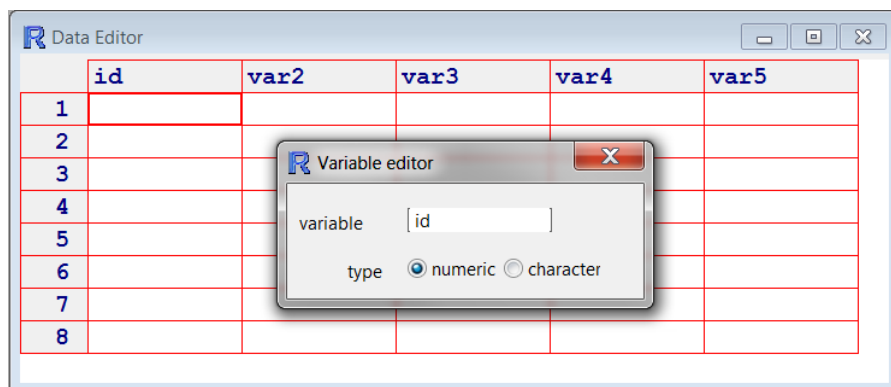 R Data Editor
id var2 var3 var4 var5
1
2
3
R Variable editor
variable id
type numeric character
4
5
6
7
8